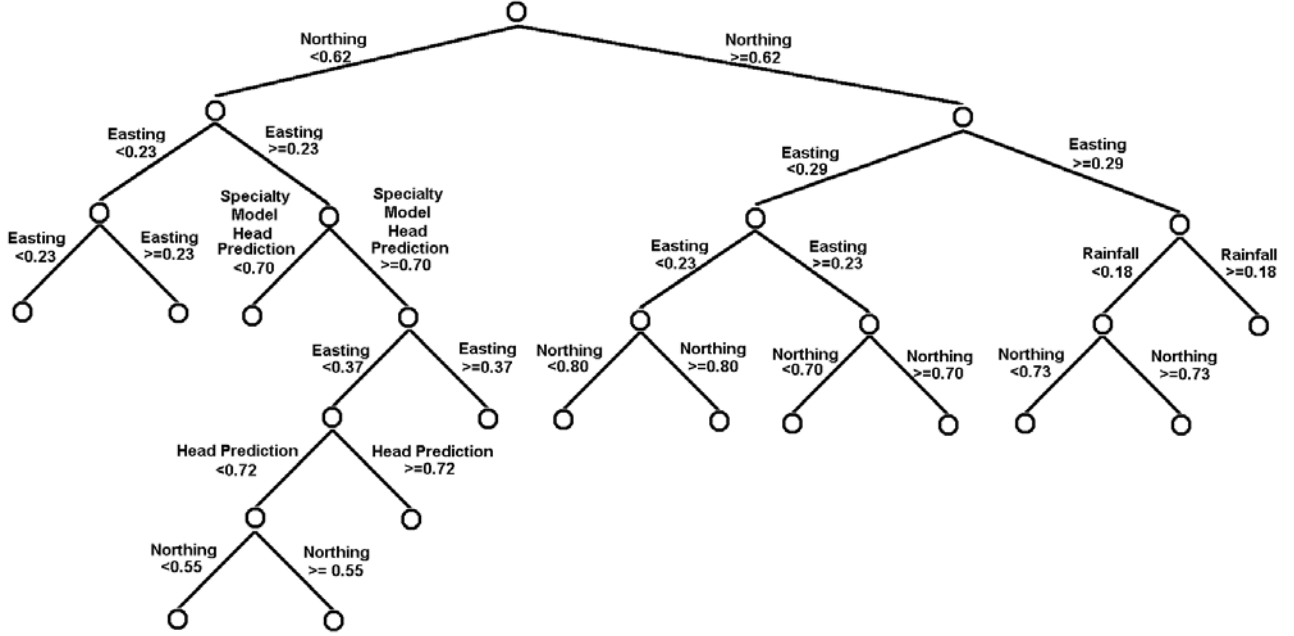 Northing
<0.62
Northing
>=0.62
Easting
<0.23
Easting
>=0.23
Easting
<0.29
Easting
>=0.29
Easting
<0.23
Easting
>=0.23
Specialty
Model
Head
Prediction
<0.70
Specialty
Model
Head
Prediction
>=0.70
Easting
<0.23
Easting
>=0.23
Rainfall
<0.18
Rainfall
>=0.18
Easting
<0.37
Easting
>=0.37
Northing
<0.80
Northing
>=0.80
Northing
<0.70
Northing
>=0.70
Northing
<0.73
Northing
>=0.73
Head Prediction
<0.72
Head Prediction
>=0.72
Northing
<0.55
Northing
>= 0.55